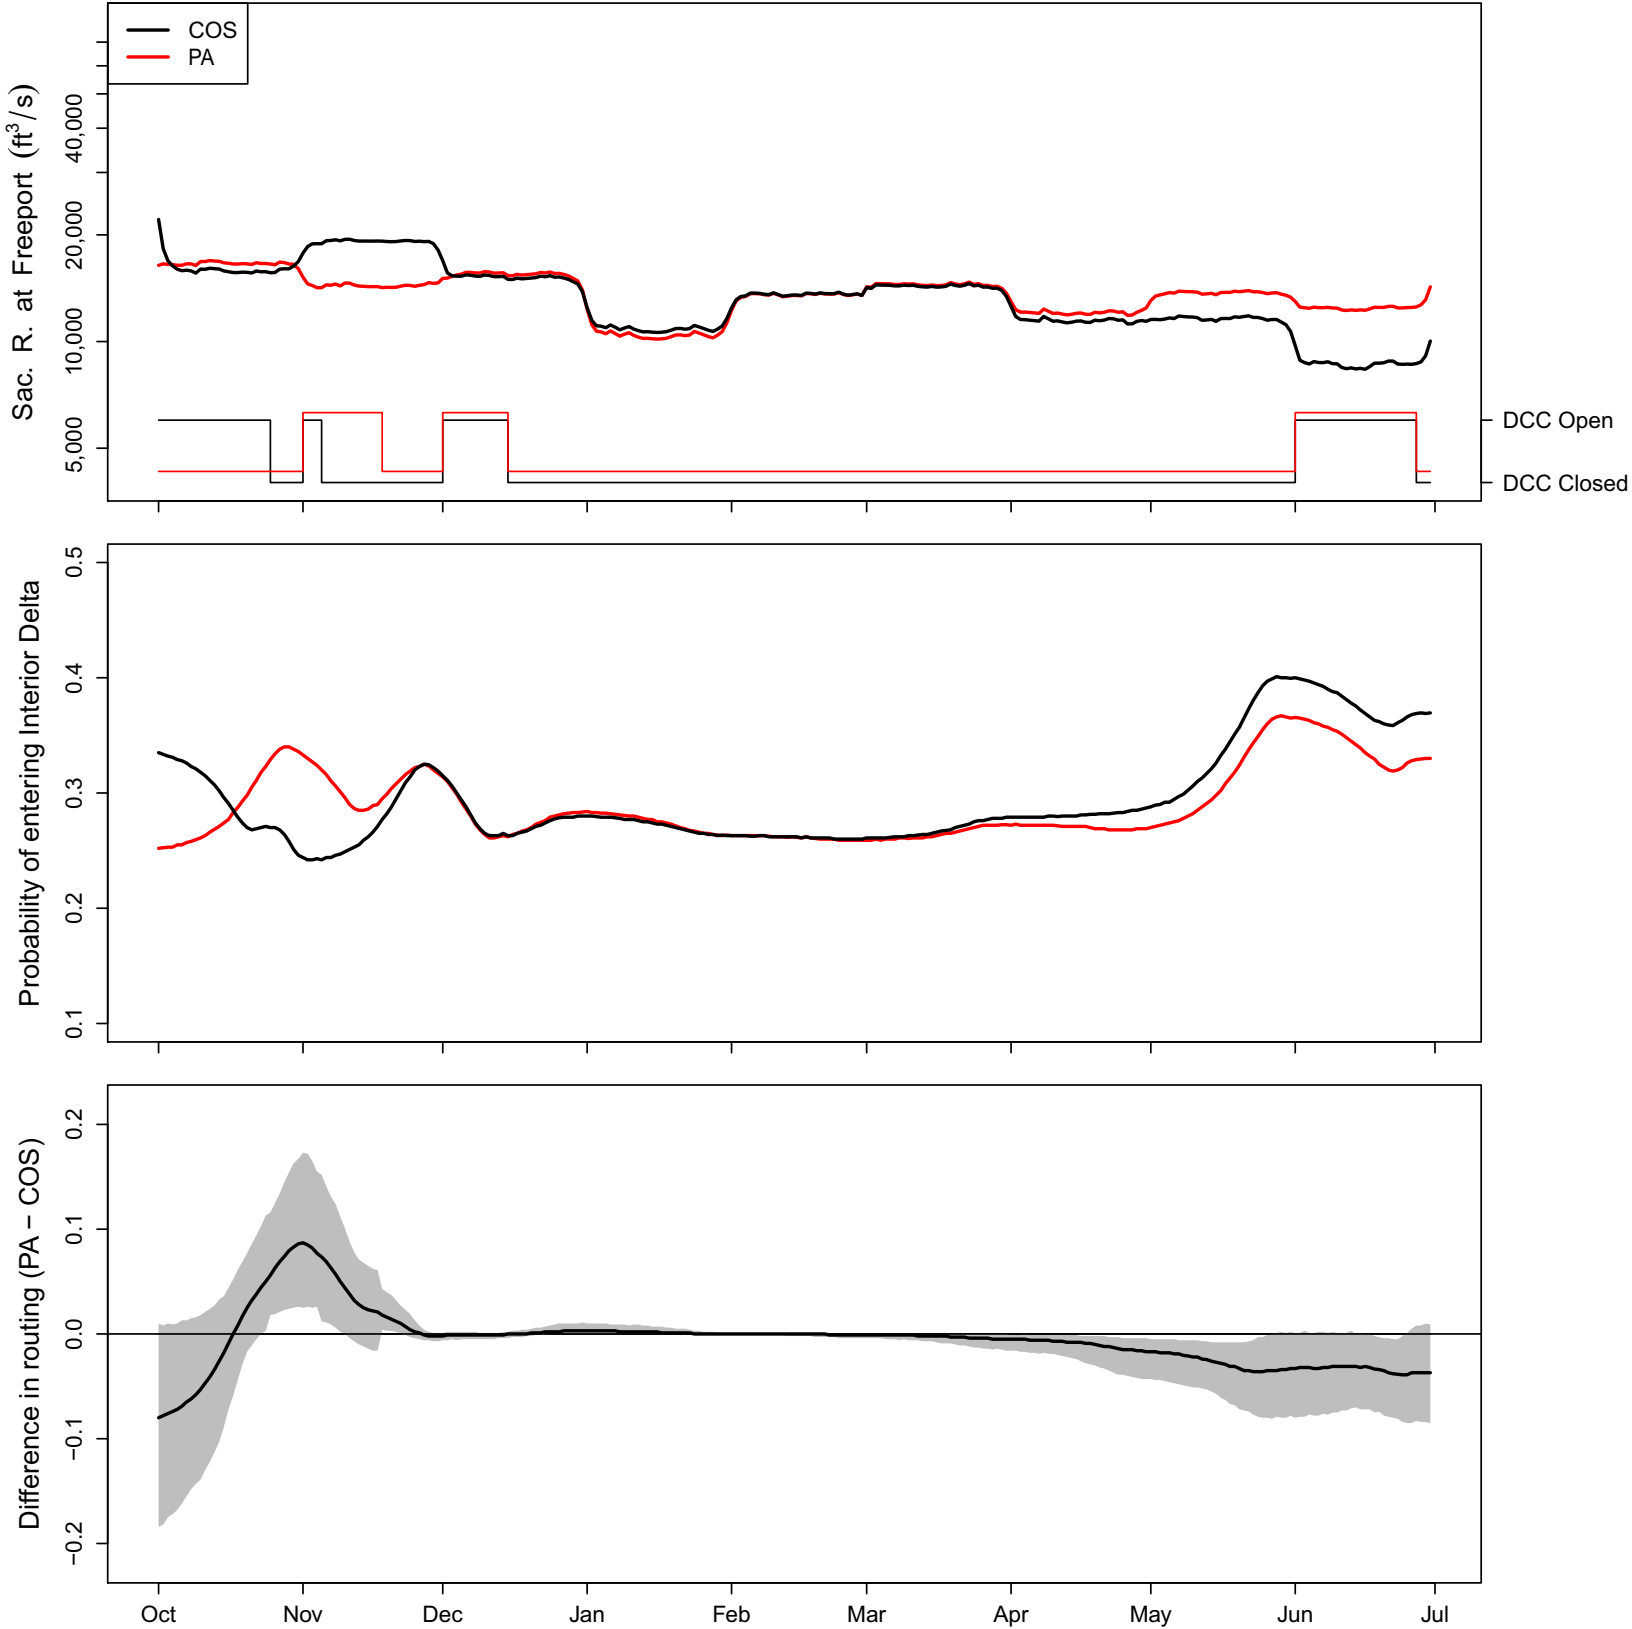 COS
PA
Sac. R. at Freeport (ft³/s)
40,000
20,000
10,000
5,000
DCC Open
DCC Closed
Probability of entering Interior Delta
0.5
0.4
0.3
0.2
0.1
Difference in routing (PA − COS)
0.2
0.1
0.0
−0.1
−0.2
Oct Nov Dec Jan Feb Mar Apr May Jun Jul